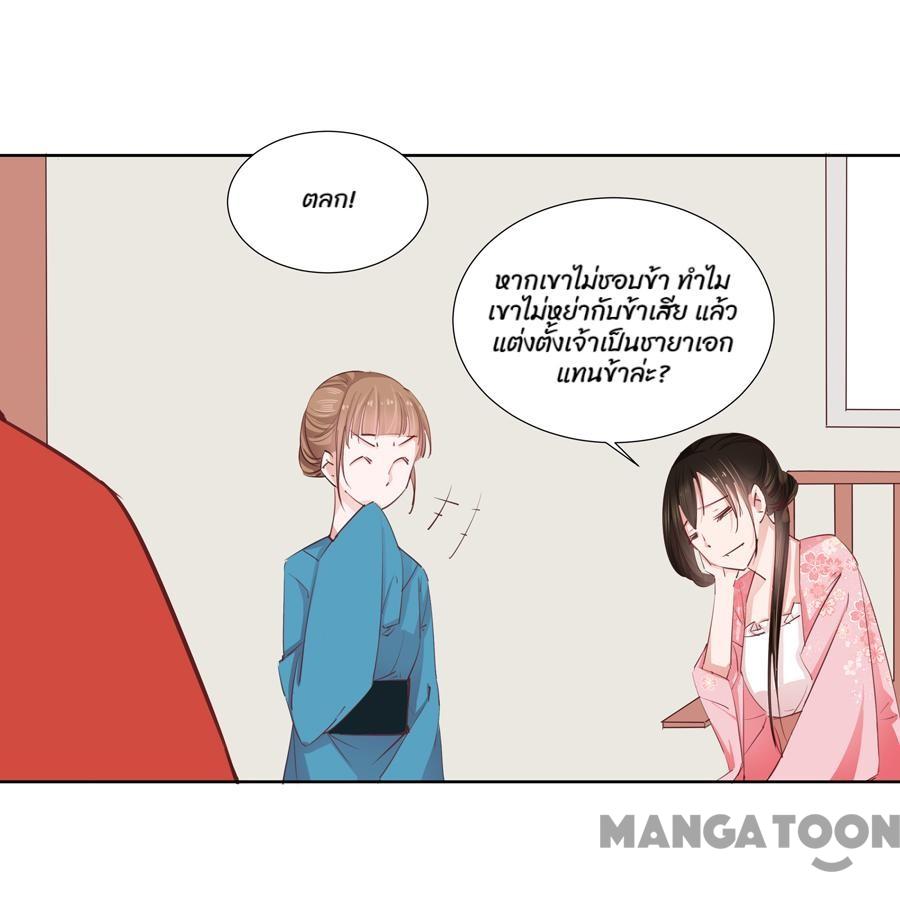 ตลก!
หากเขาไม่ชอบข้า ทำไม
เขาไม่หย่ากับข้าเสีย แล้ว
แต่งตั้งเจ้าเป็นชายาเอก
แทนข้าล่ะ?
MANGATOON